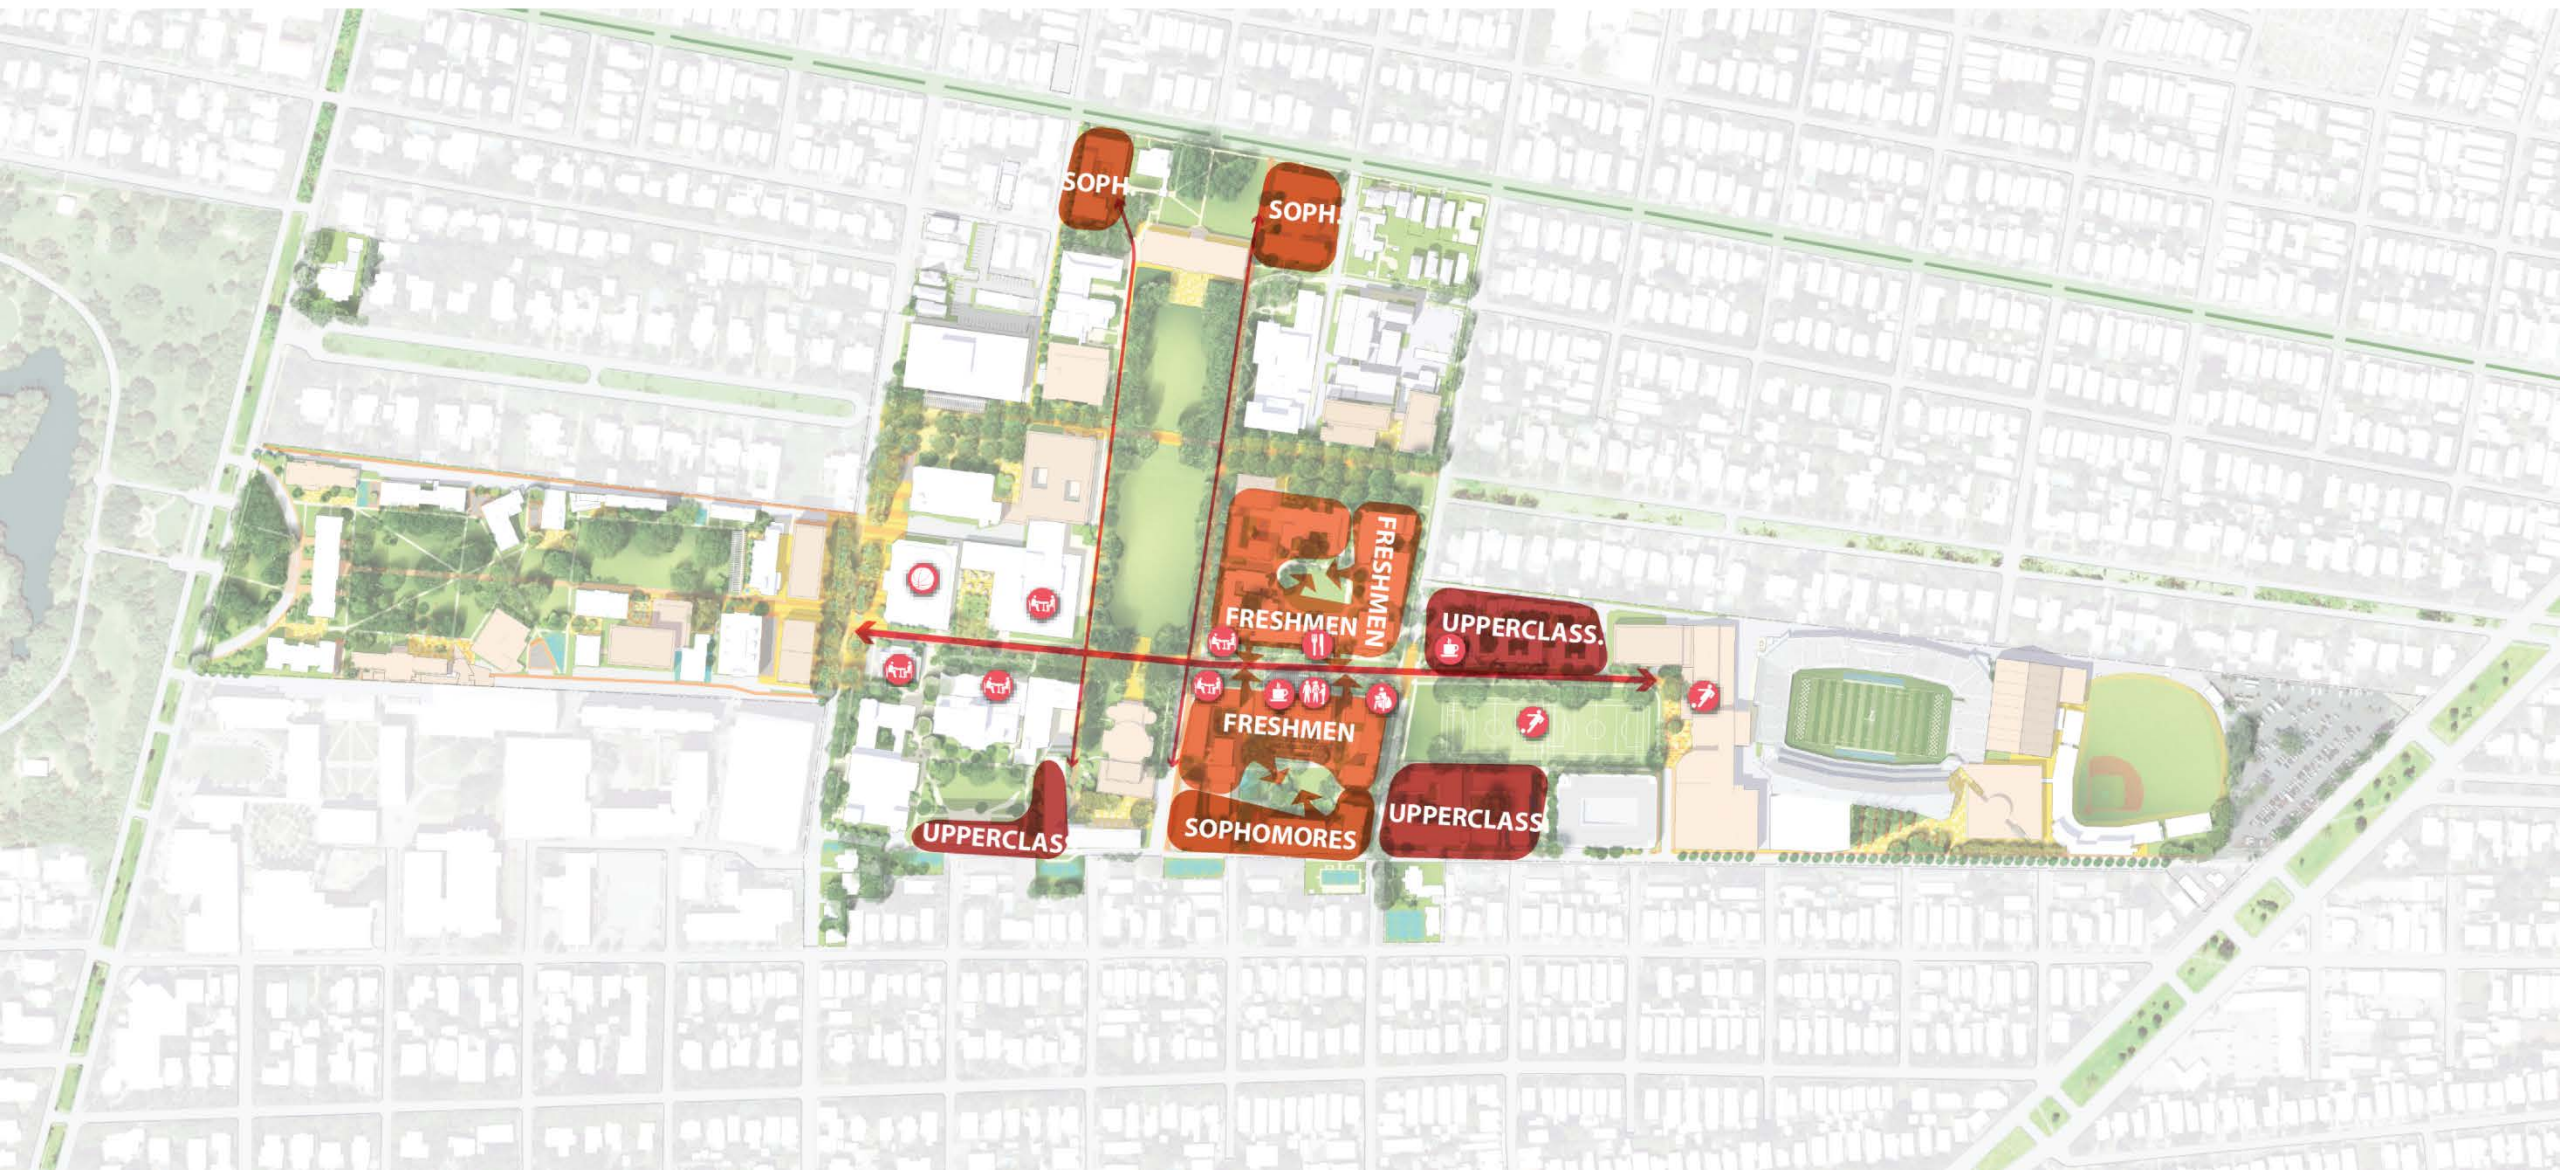 SOPH.
SOPH.
FRESHMEN
FRESHMEN
UPPERCLASS.
FRESHMEN
UPPERCLASS
SOPHOMORES
UPPERCLAS